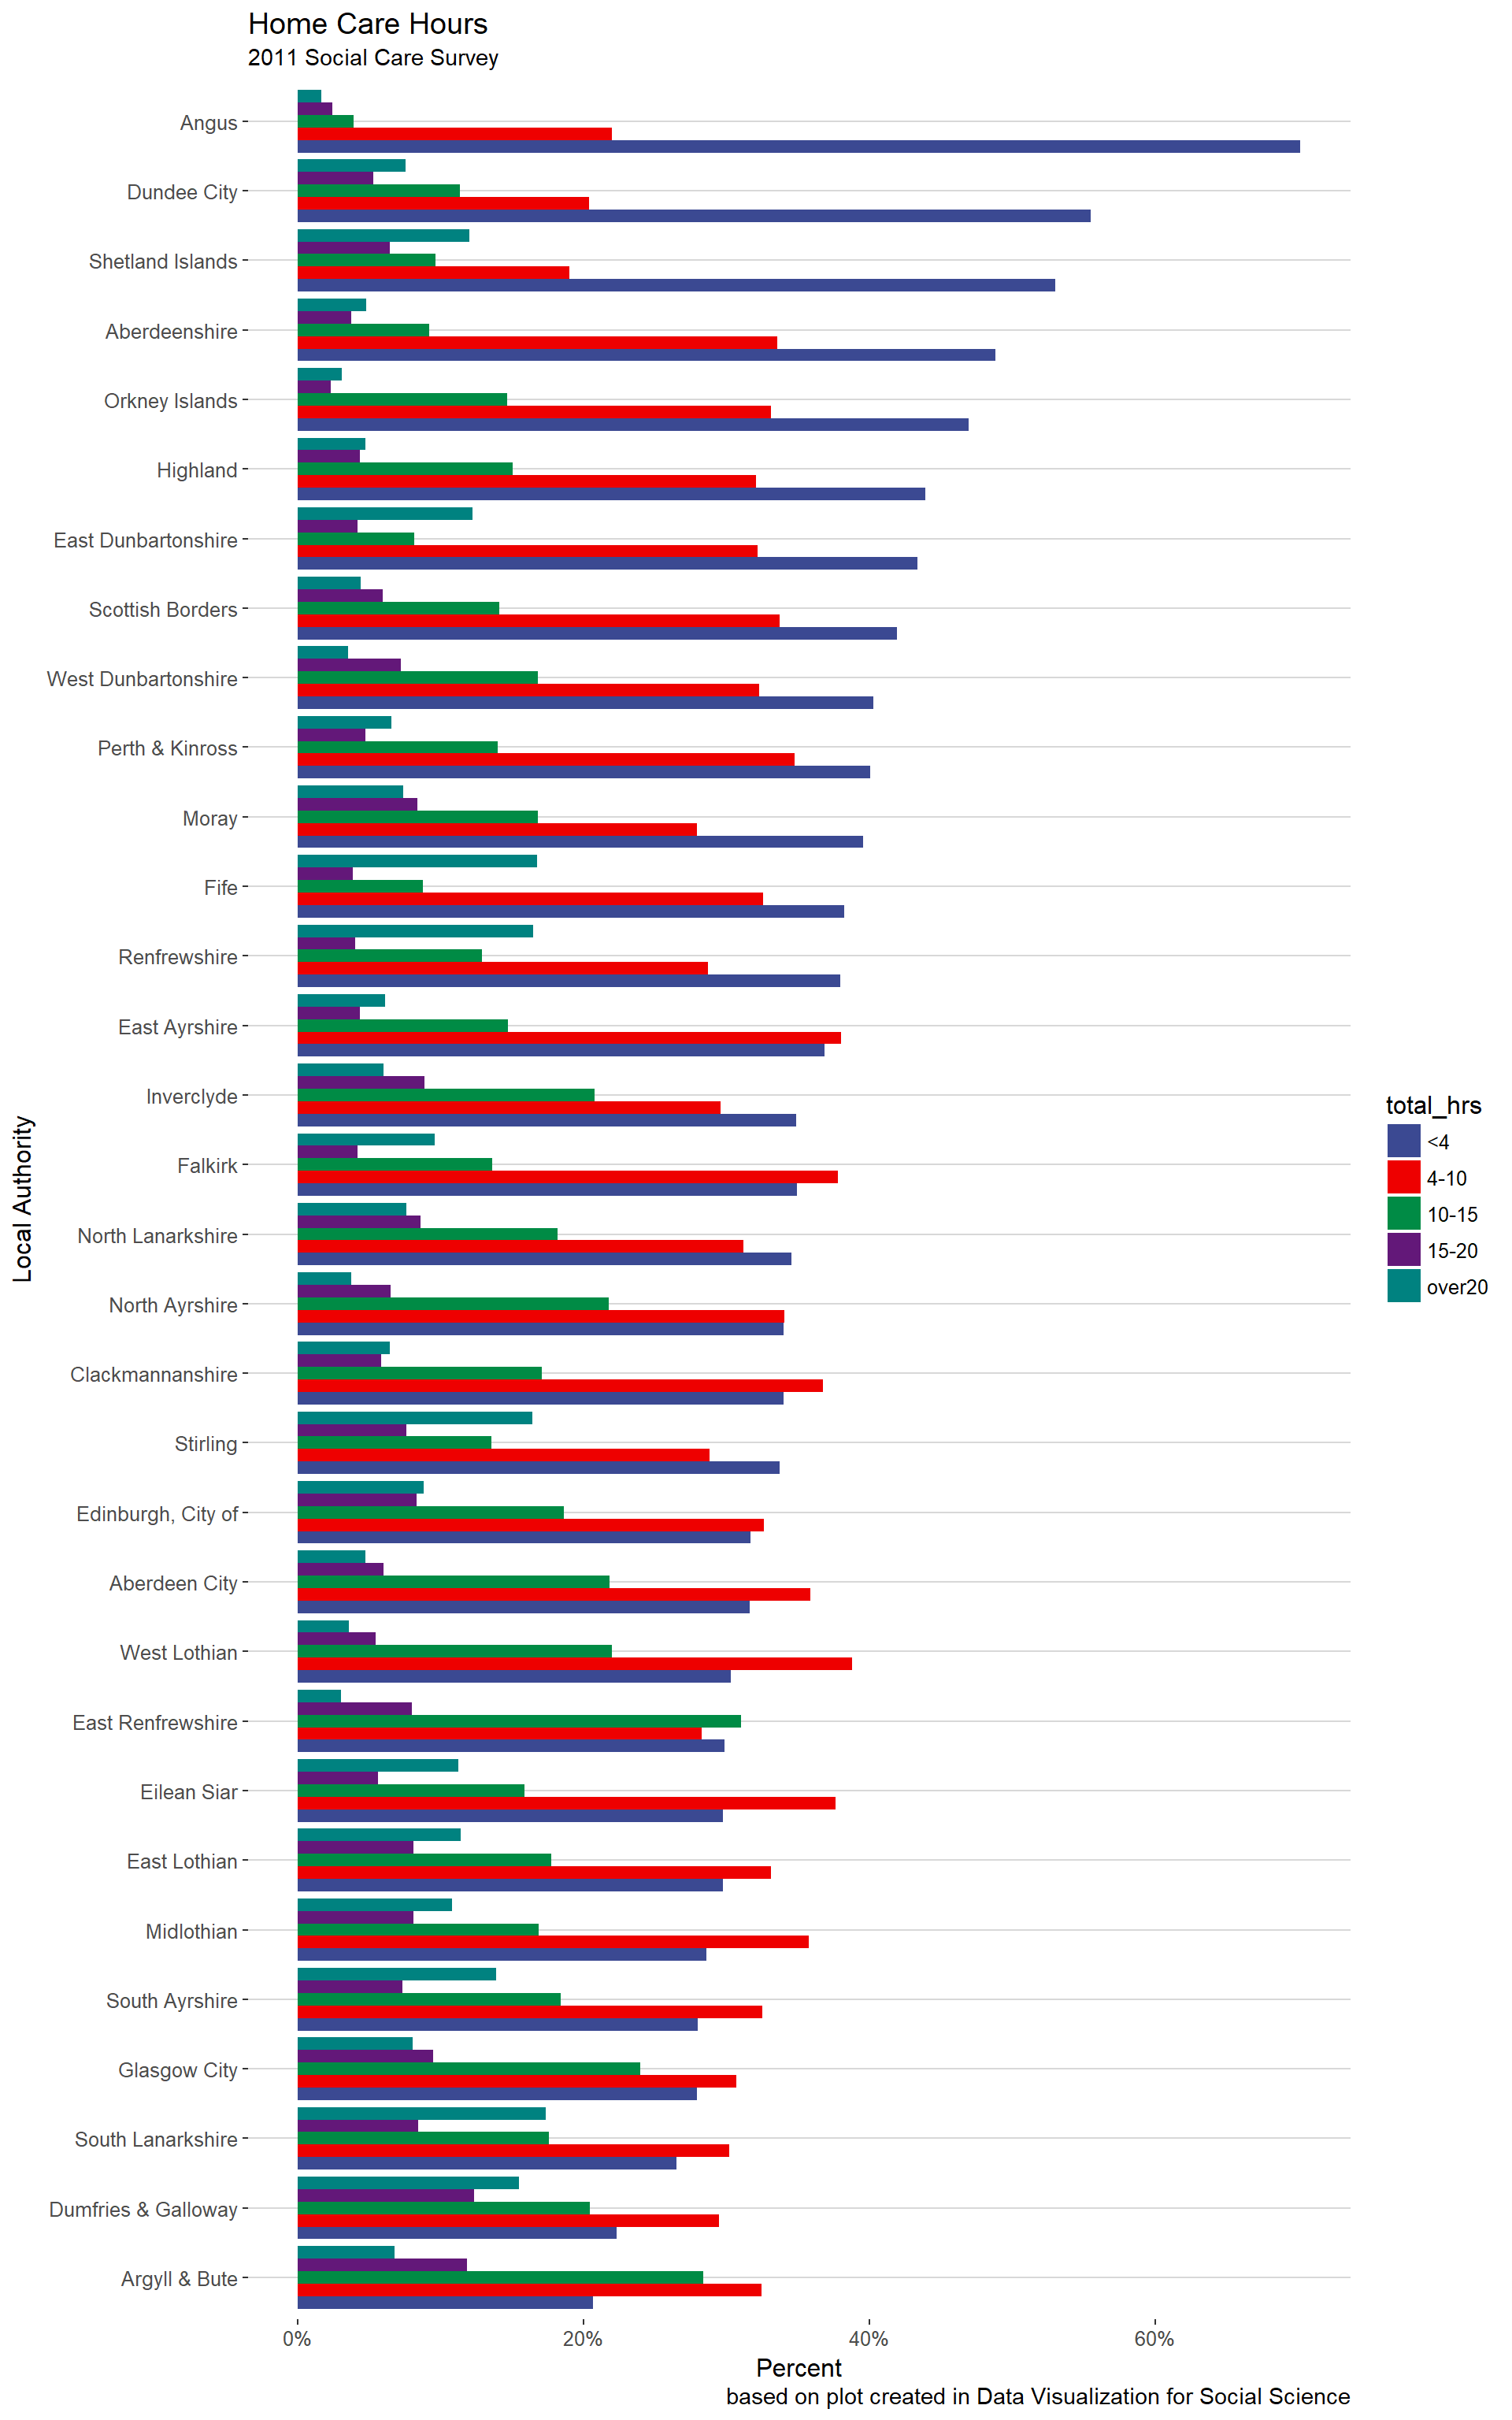 Home Care Hours
2011 Social Care Survey
Angus
Dundee City
Shetland Islands
Aberdeenshire
Orkney Islands
Highland
East Dunbartonshire
Scottish Borders
West Dunbartonshire
Perth & Kinross
Moray
Fife
Renfrewshire
East Ayrshire
Inverclyde
Falkirk
North Lanarkshire
North Ayrshire
Clackmannanshire
Stirling
Edinburgh, City of
Aberdeen City
West Lothian
East Renfrewshire
Eilean Siar
East Lothian
Midlothian
South Ayrshire
Glasgow City
South Lanarkshire
Dumfries & Galloway
Argyll & Bute
Local Authority
0% 20% 40% 60%
Percent
based on plot created in Data Visualization for Social Science
total_hrs
<4
4-10
10-15
15-20
over20